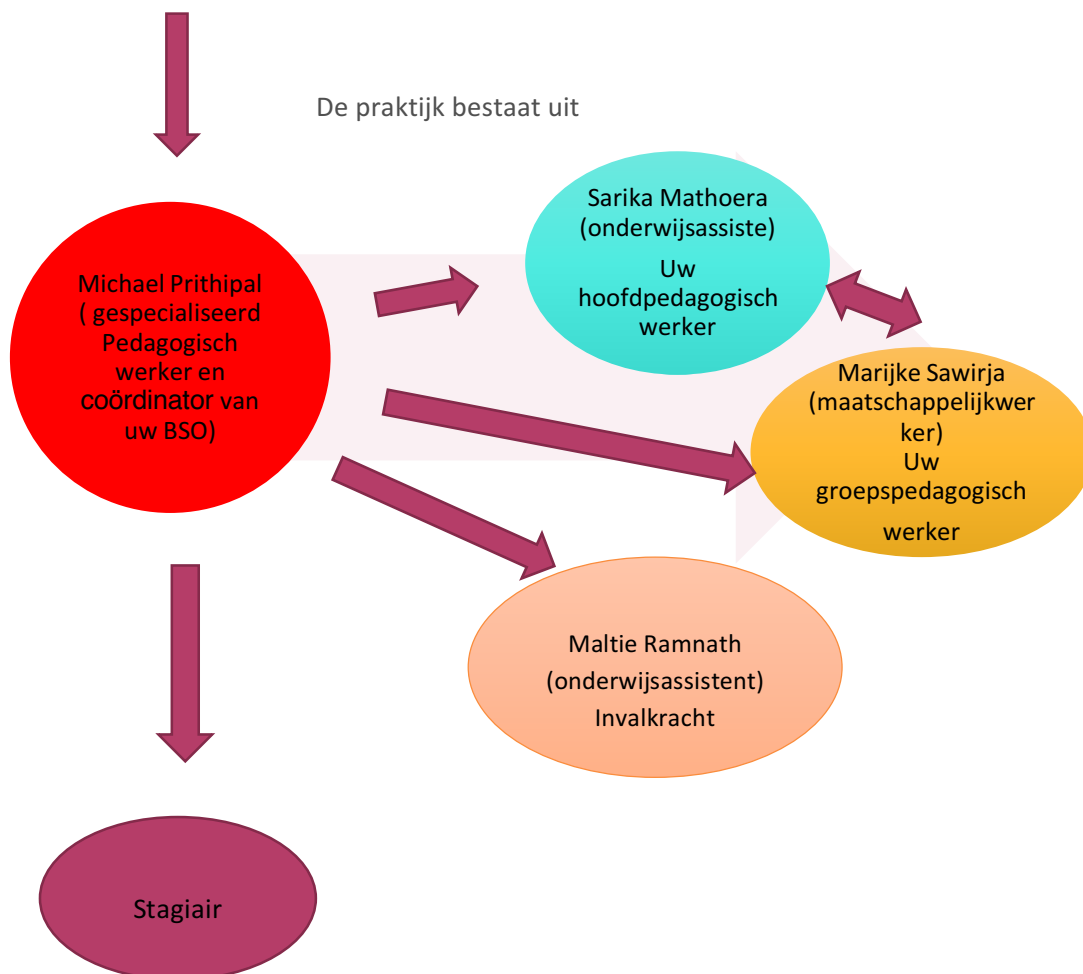 De praktijk bestaat uit
Sarika Mathoera
(onderwijsassiste)
Uw
hoofdpedagogisch
werker
Michael Prithipal
( gespecialiseerd
Pedagogisch
werker en
coördinator van
uw BSO)
Marijke Sawirja
(maatschappelijkwer
ker)
Uw
groepspedagogisch
werker
Maltie Ramnath
(onderwijsassistent)
Invalkracht
Stagiair